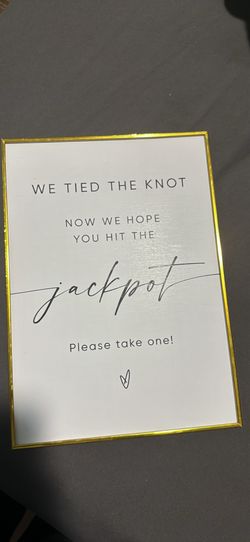 WE TIED THE KNOT
NOW WE HOPE
YOU HIT THE
jackpot
Please take one!